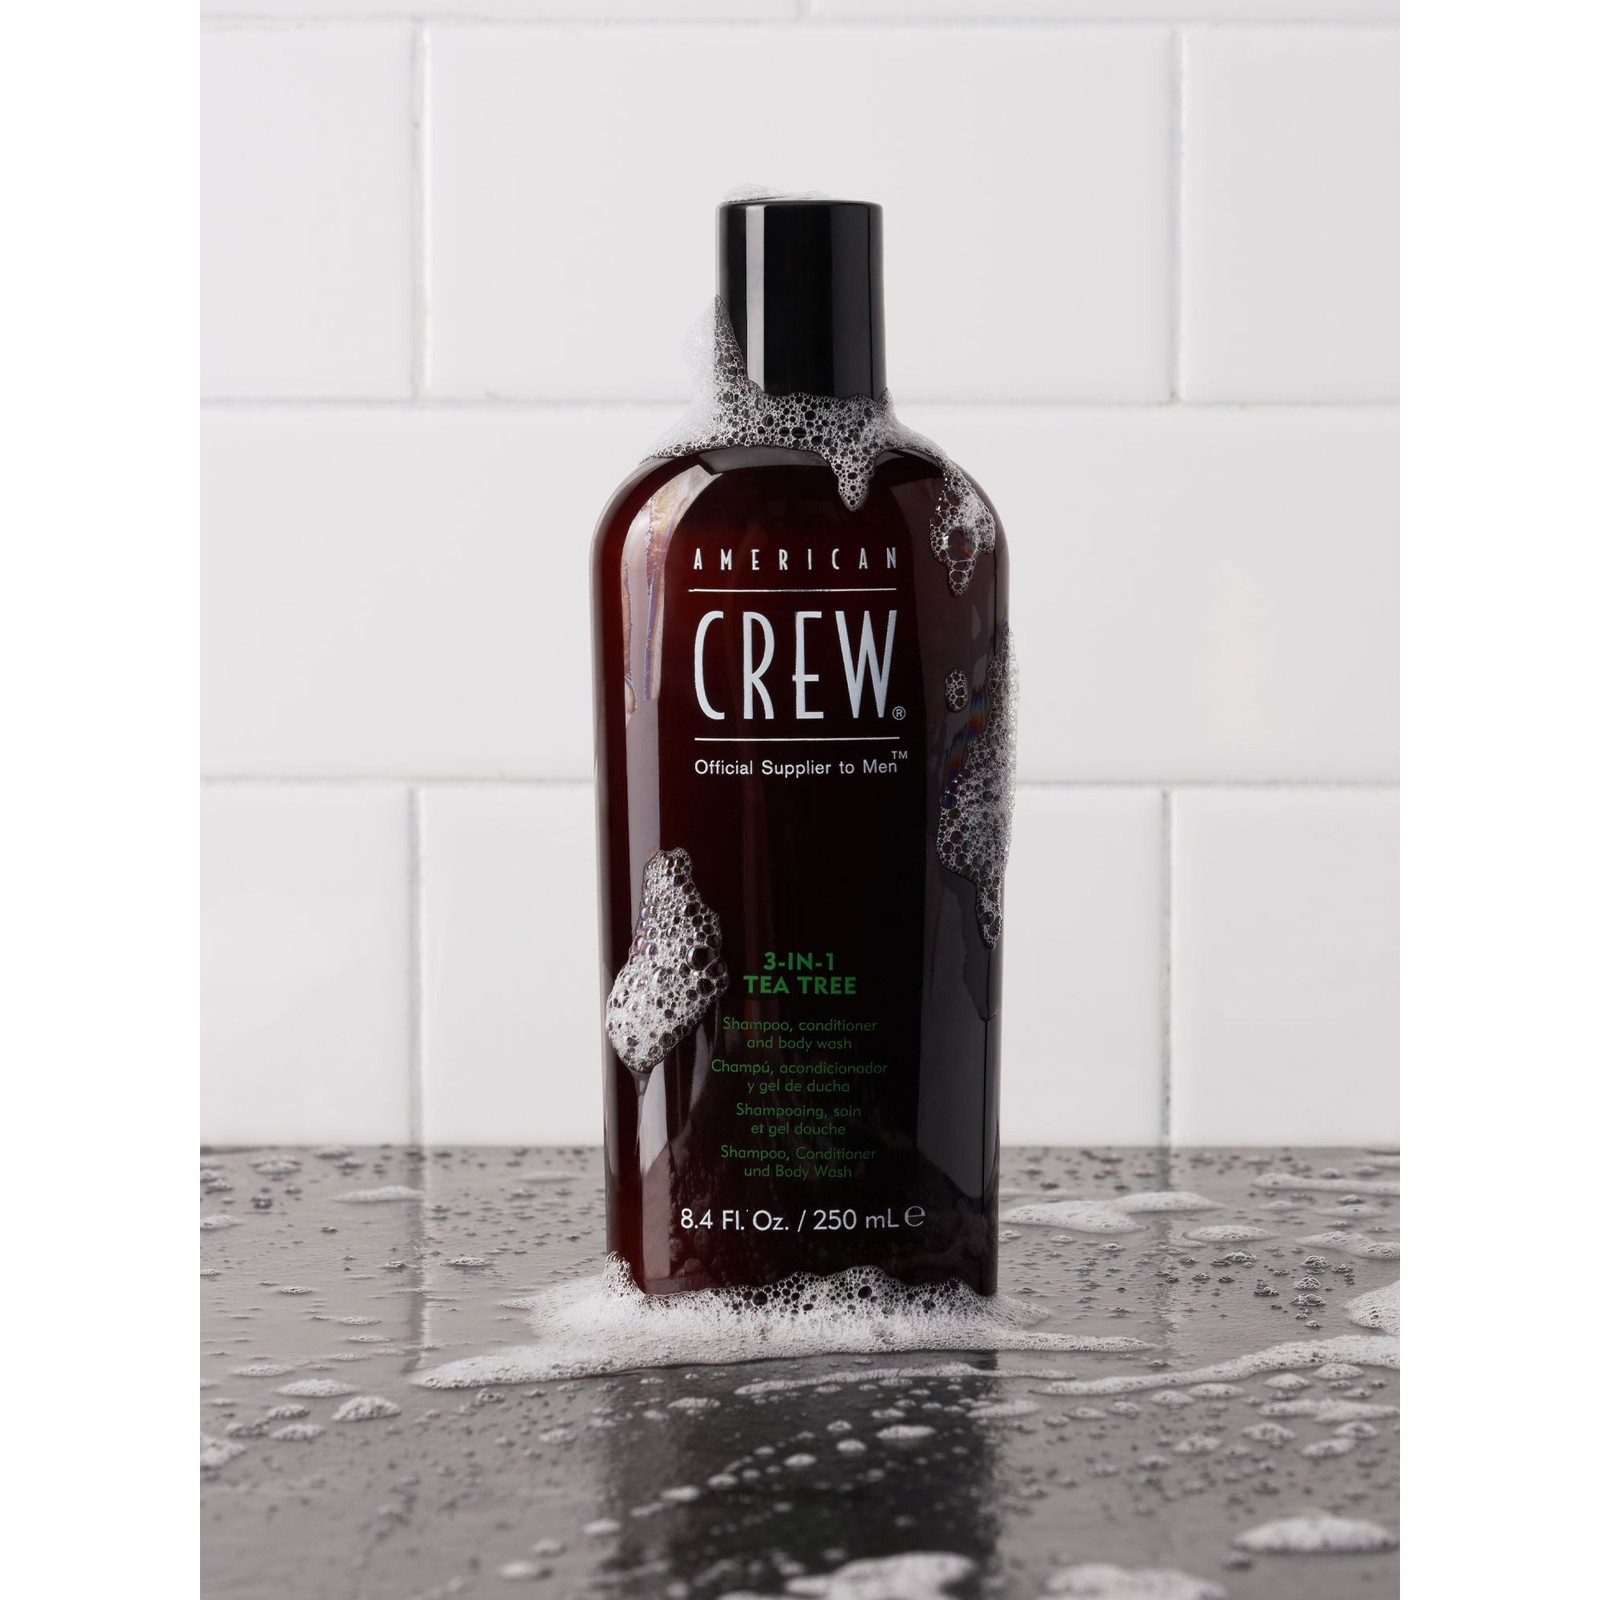 AMERICAN
CREW®
Official Supplier to Men™
3-IN-1
TEA TREE
Shampoo, conditioner
and body wash
Champú, acondicionador
y gel de ducha
Shampooing, soin
et gel douche
Shampoo, Conditioner
und Body Wash
8.4 Fl. Oz. / 250 mL ℮